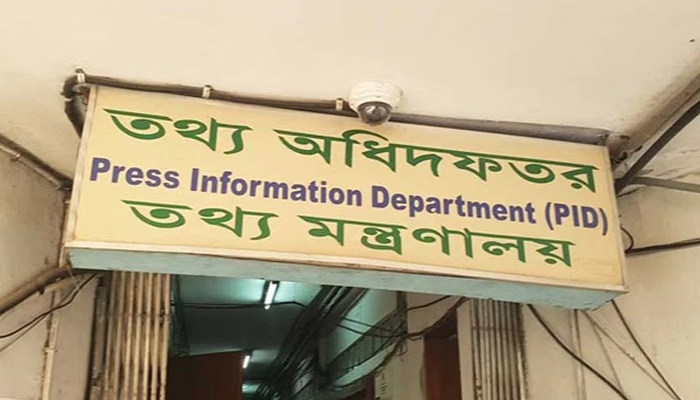 তথ্য অধিদফতর
Press Information Department (PID)
তথ্য মন্ত্রণালয়